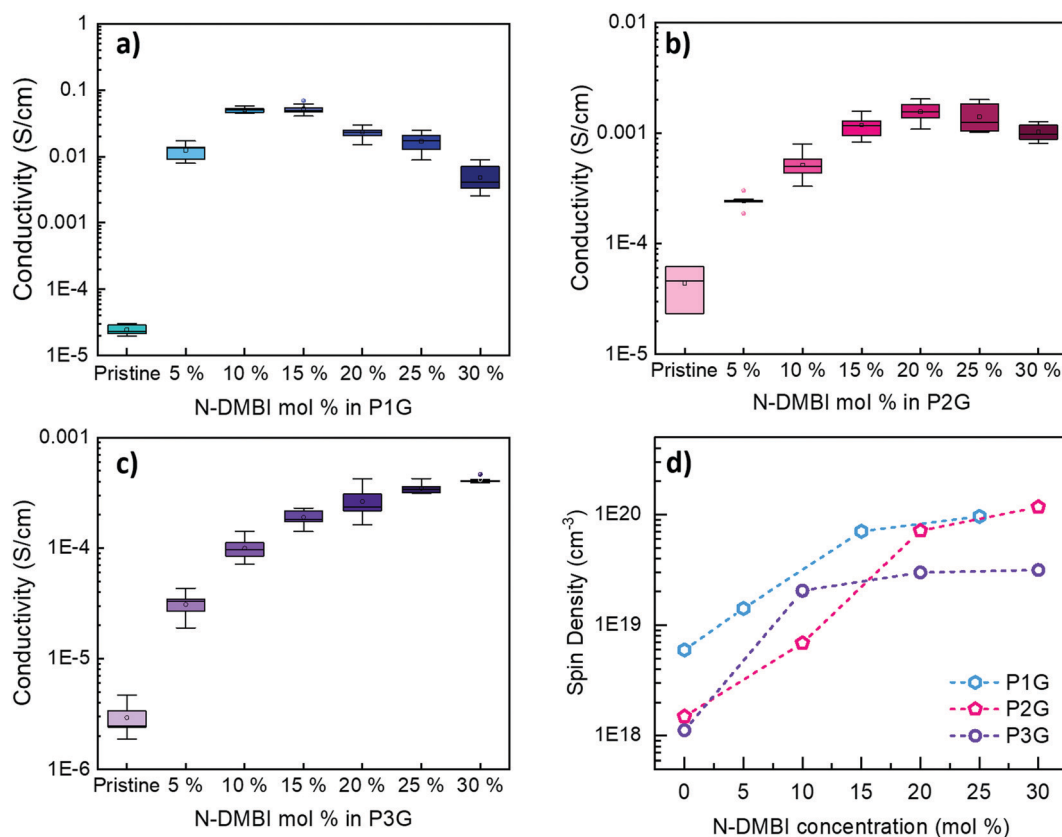 a)
Conductivity (S/cm)
1
0.1
0.01
0.001
1E-4
1E-5
Pristine 5 % 10 % 15 % 20 % 25 % 30 %
N-DMBI mol % in P1G
b)
Conductivity (S/cm)
0.01
0.001
1E-4
1E-5
Pristine 5 % 10 % 15 % 20 % 25 % 30 %
N-DMBI mol % in P2G
c)
Conductivity (S/cm)
0.001
1E-4
1E-5
1E-6
Pristine 5 % 10 % 15 % 20 % 25 % 30 %
N-DMBI mol % in P3G
d)
Spin Density (cm⁻³)
1E20
1E19
1E18
P1G
P2G
P3G
0 5 10 15 20 25 30
N-DMBI concentration (mol %)